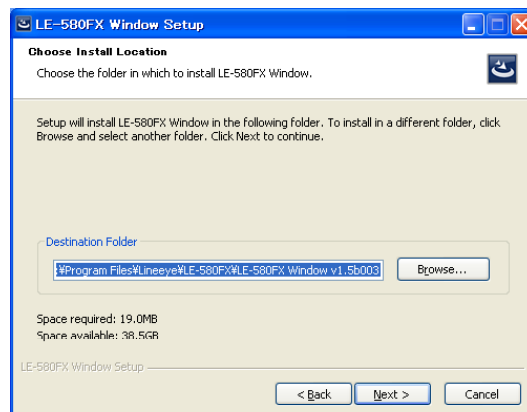 LE-580FX Window Setup
Choose Install Location
Choose the folder in which to install LE-580FX Window.
Setup will install LE-580FX Window in the following folder. To install in a different folder, click
Browse and select another folder. Click Next to continue.
Destination Folder
:¥Program Files¥Lineeye¥LE-580FX¥LE-580FX Window v1.5b003
Browse...
Space required: 19.0MB
Space available: 38.5GB
LE-580FX Window Setup
< Back
Next >
Cancel